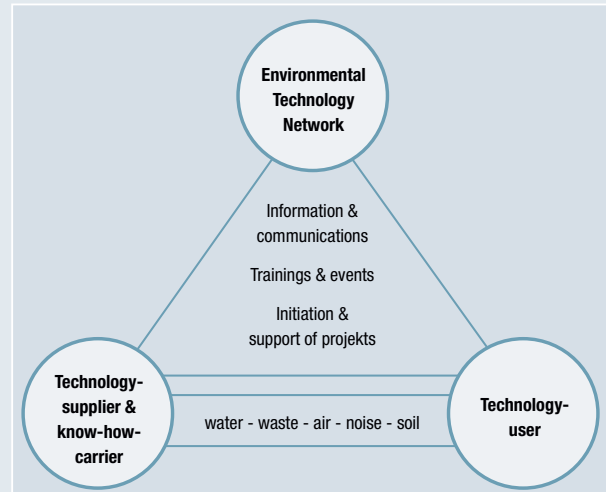 Environmental
Technology
Network
Information &
communications
Trainings & events
Initiation &
support of projekts
Technology-
supplier &
know-how-
carrier
water - waste - air - noise - soil
Technology-
user